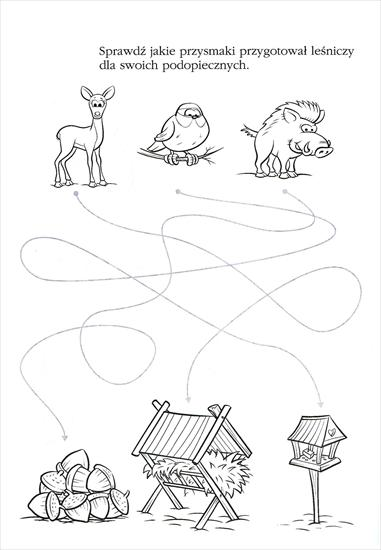 Sprawdź jakie przysmaki przygotował leśniczy
dla swoich podopiecznych.